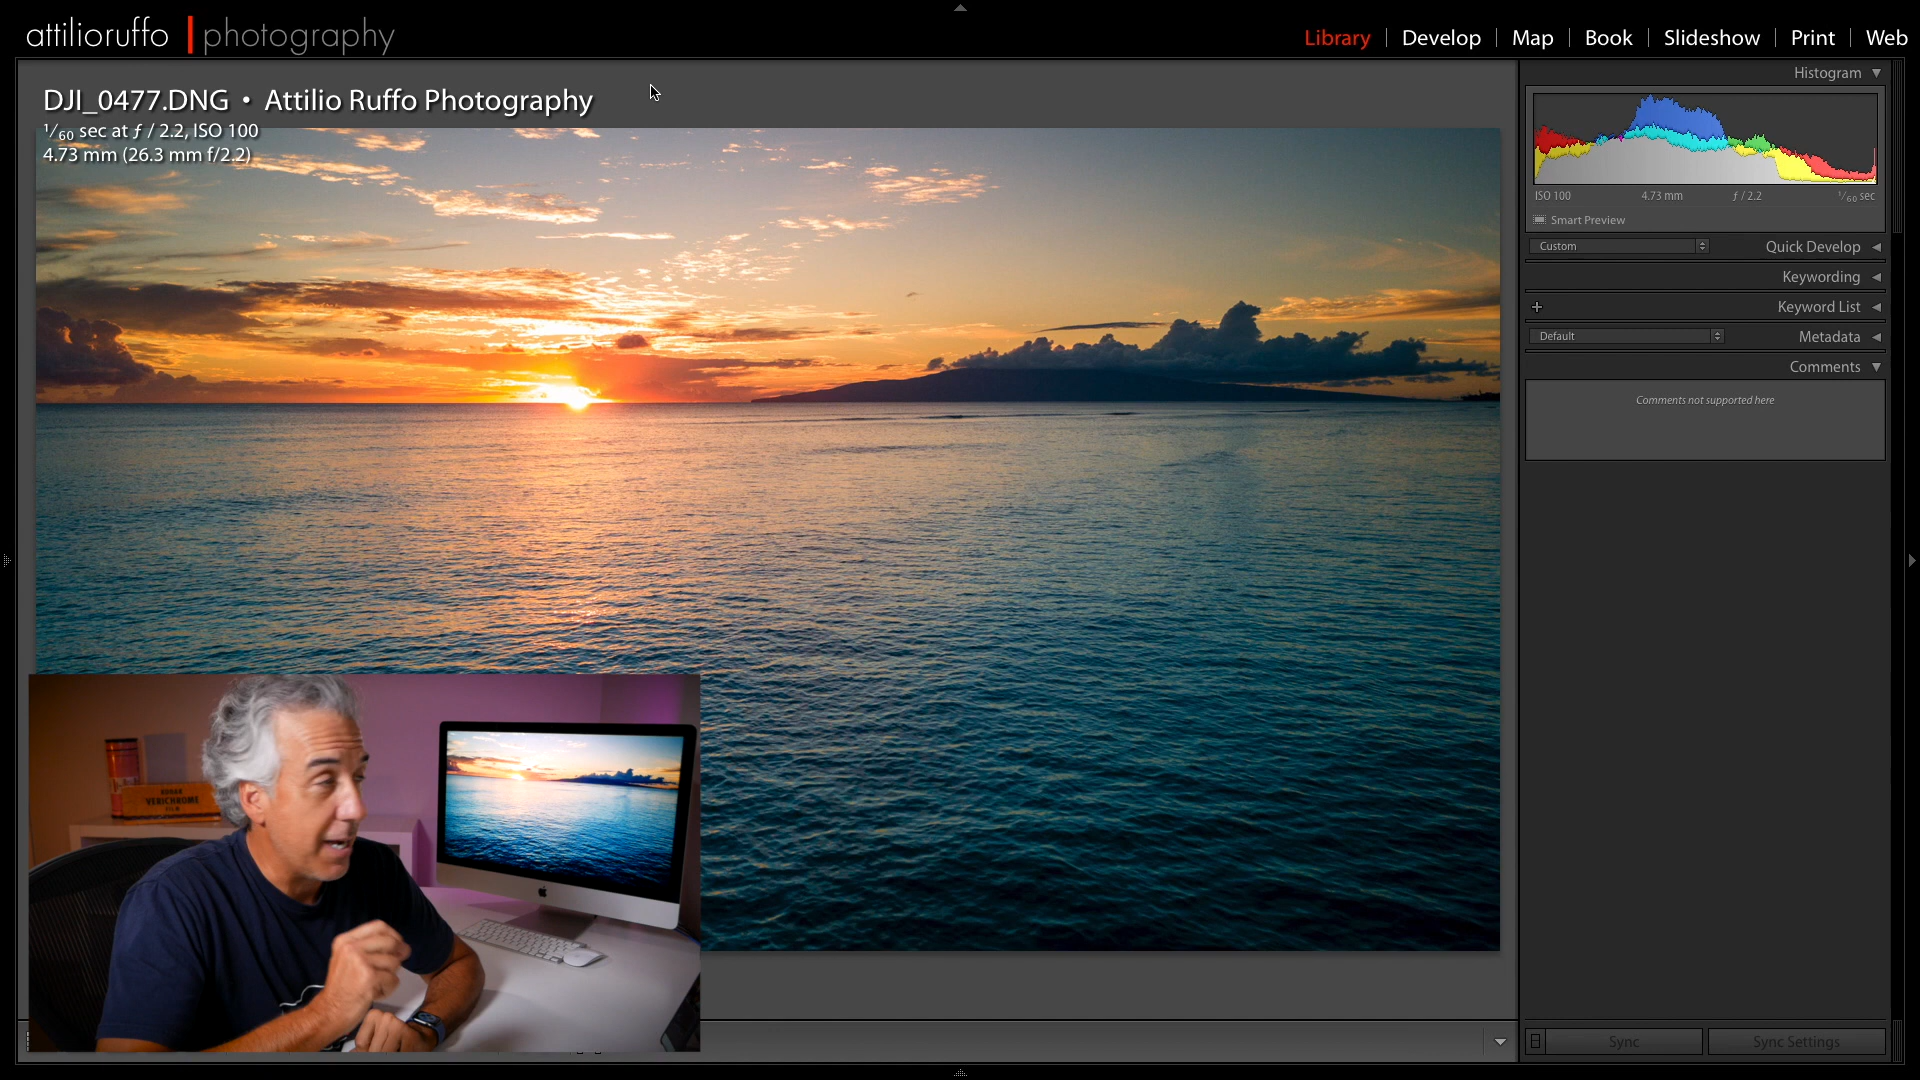 attilioruffo | photography
Library | Develop | Map | Book | Slideshow | Print | Web
DJI_0477.DNG • Attilio Ruffo Photography
1/60 sec at ƒ / 2.2, ISO 100
4.73 mm (26.3 mm f/2.2)
Histogram
ISO 100 4.73 mm ƒ / 2.2 1/60 sec
Smart Preview
Custom Quick Develop
Keywording
+ Keyword List
Default Metadata
Comments
Comments not supported here
KODAK
VERICHROME
FILM
Sync Sync Settings